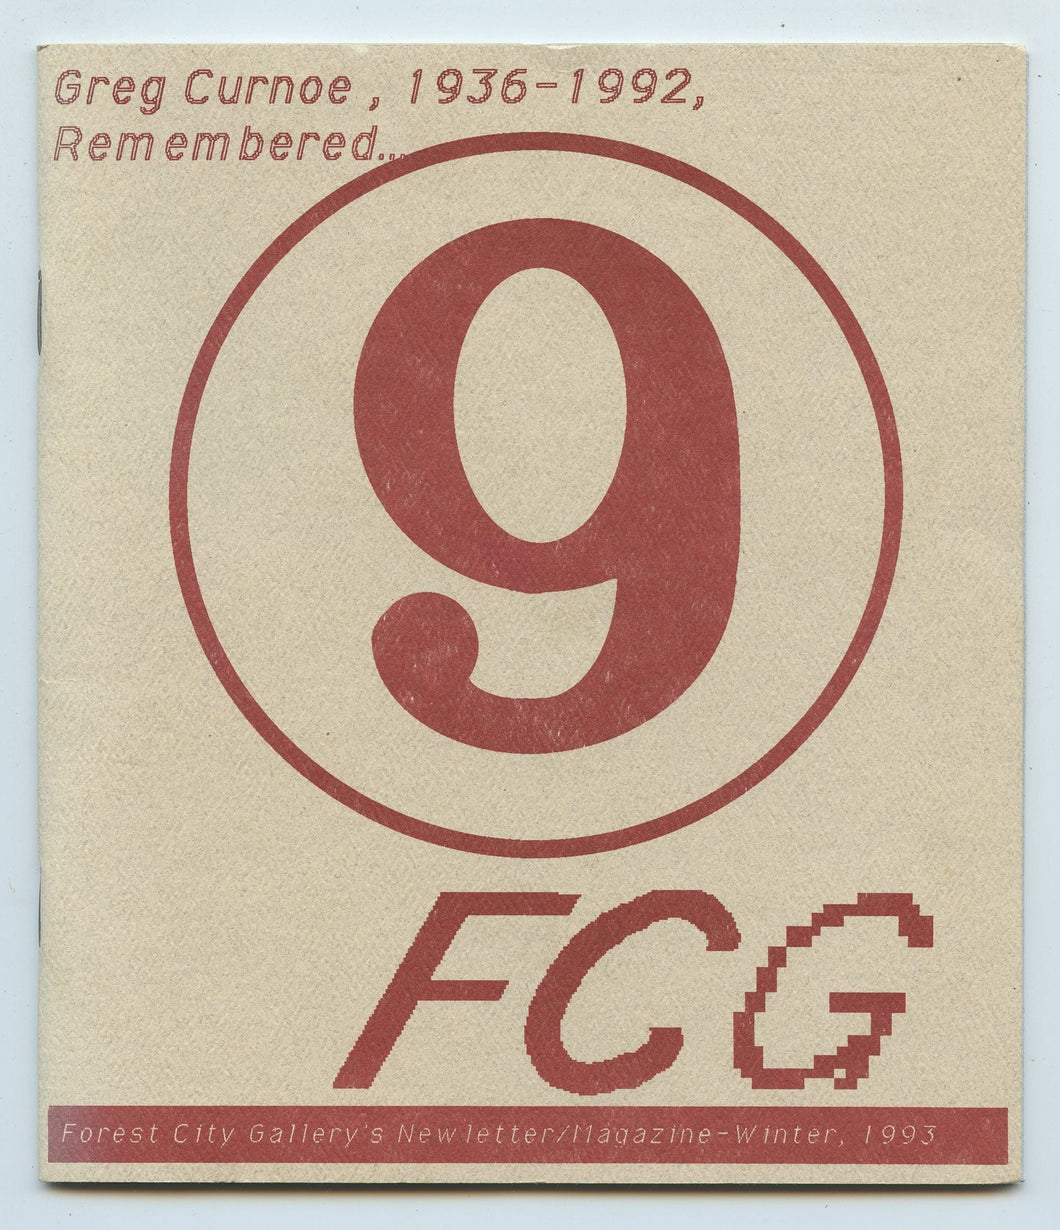 Greg Curnoe, 1936-1992,
Remembered...
9
FCG
Forest City Gallery's Newletter/Magazine-Winter, 1993